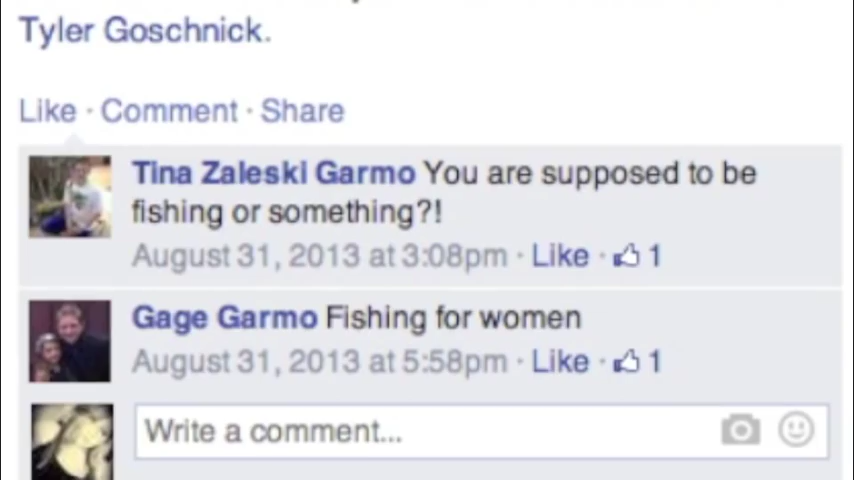 Tyler Goschnick.
Like · Comment · Share
Tina Zaleski Garmo You are supposed to be
fishing or something?!
August 31, 2013 at 3:08pm · Like · 1
Gage Garmo Fishing for women
August 31, 2013 at 5:58pm · Like · 1
Write a comment...